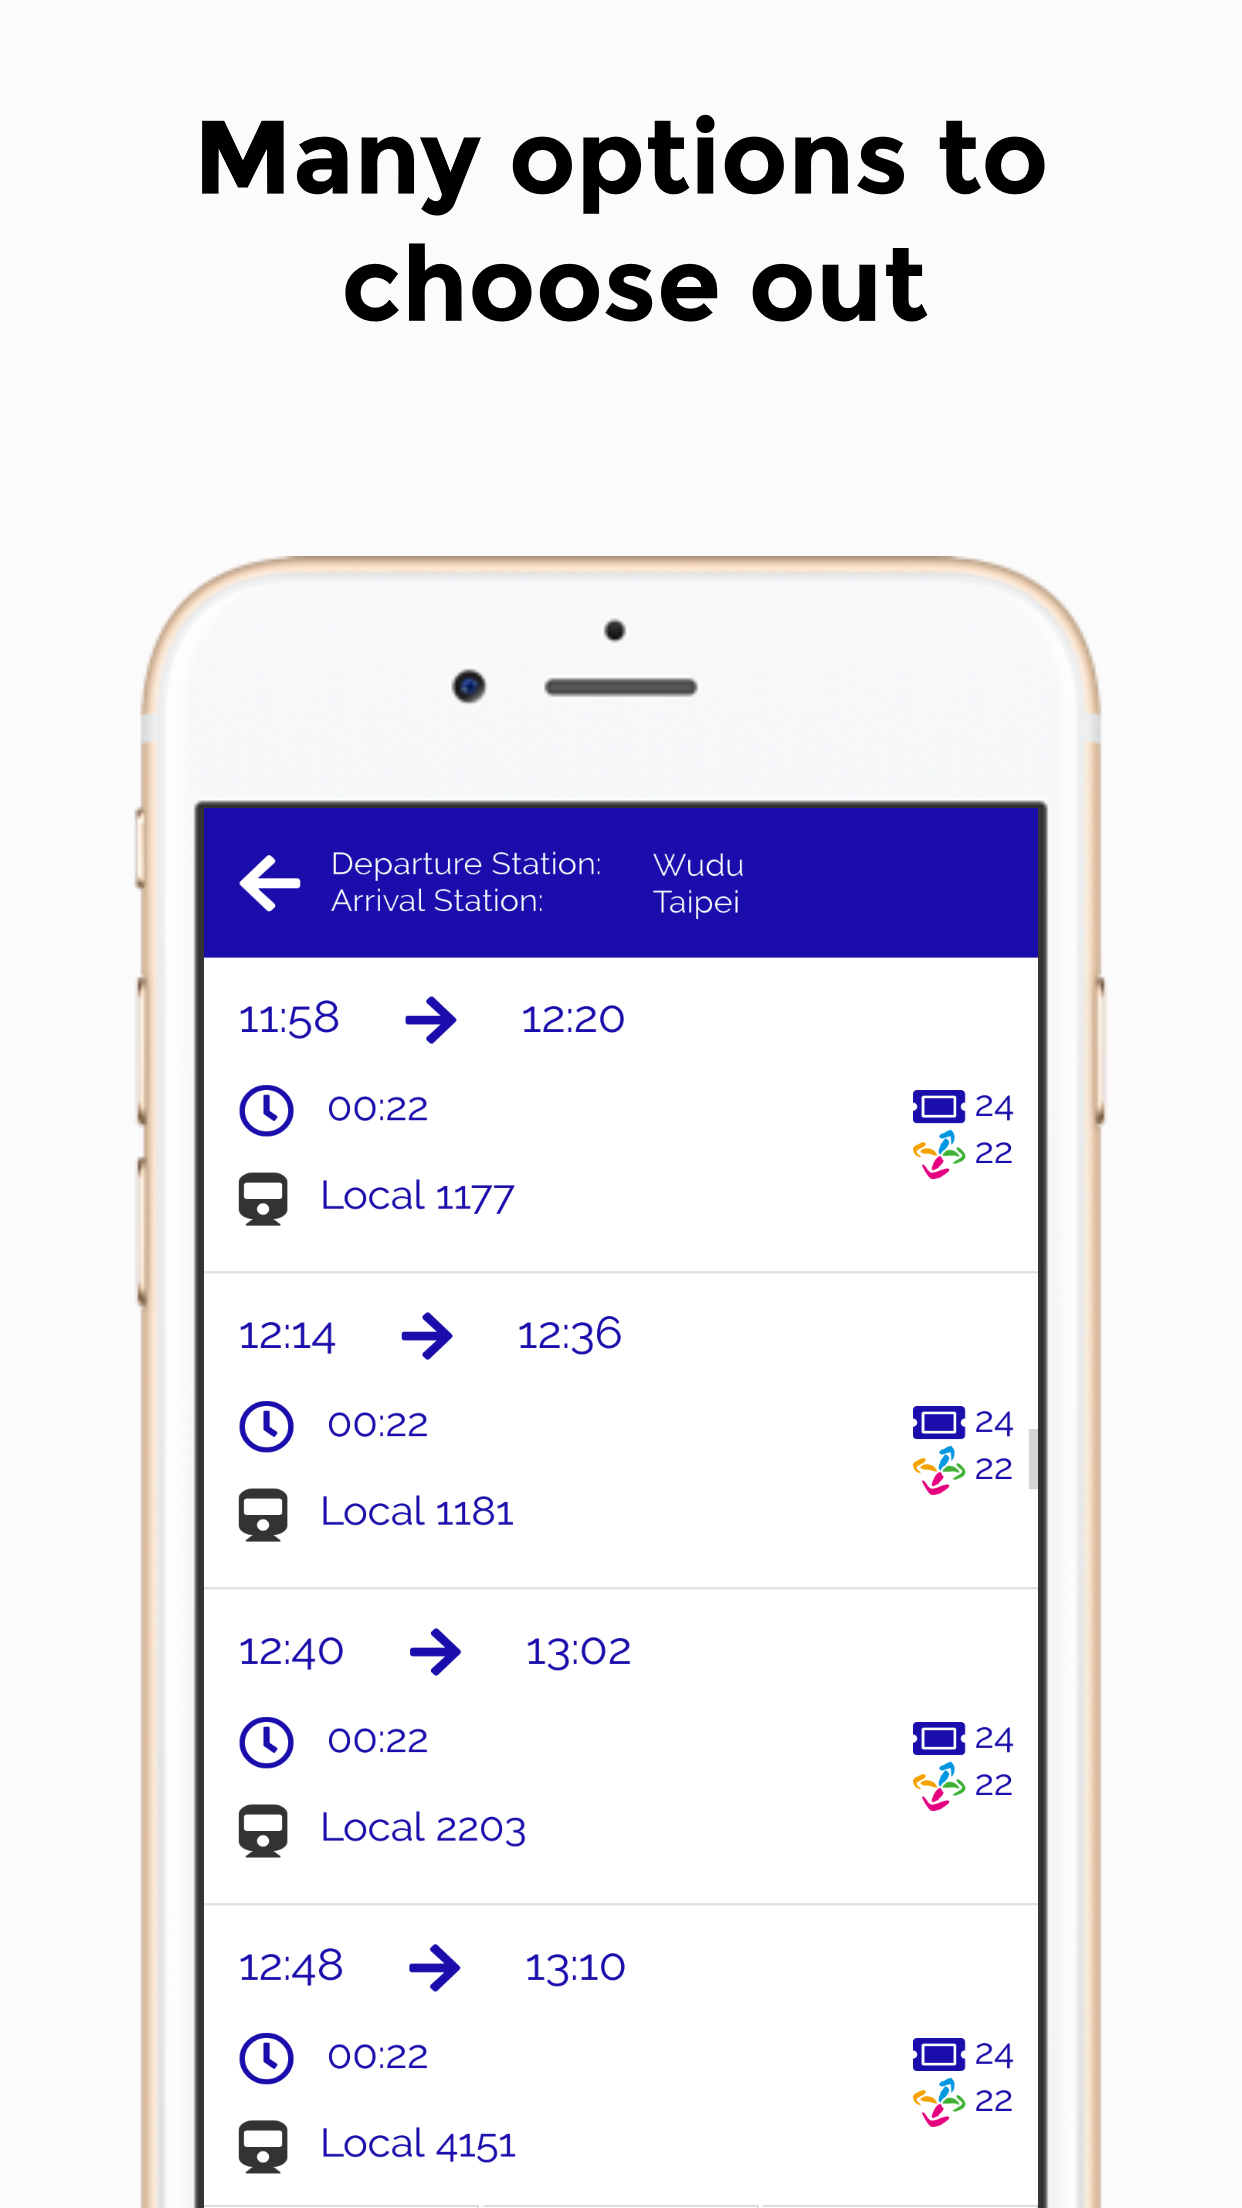 Many options to
choose out
Departure Station: Wudu
Arrival Station: Taipei
11:58 12:20
00:22 24
22
Local 1177
12:14 12:36
00:22 24
22
Local 1181
12:40 13:02
00:22 24
22
Local 2203
12:48 13:10
00:22 24
22
Local 4151